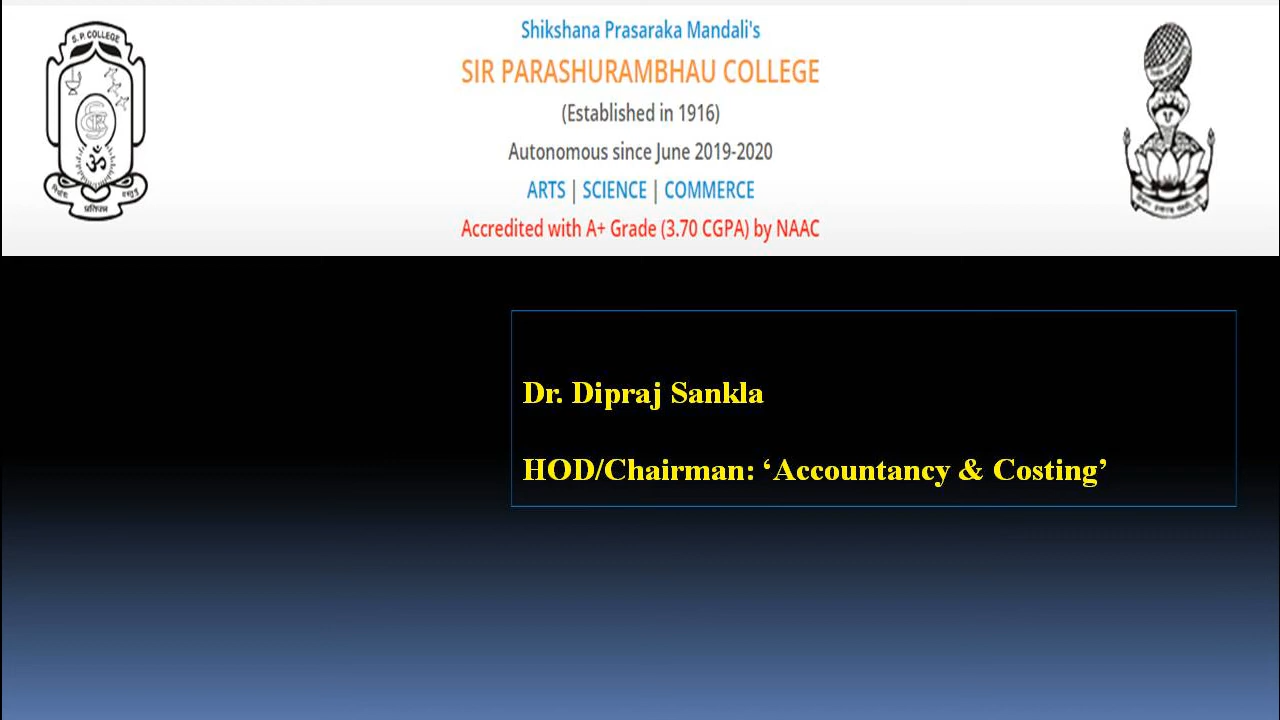 Shikshana Prasaraka Mandali's
SIR PARASHURAMBHAU COLLEGE
(Established in 1916)
Autonomous since June 2019-2020
ARTS | SCIENCE | COMMERCE
Accredited with A+ Grade (3.70 CGPA) by NAAC
S. P. COLLEGE
Dr. Dipraj Sankla
HOD/Chairman: ‘Accountancy & Costing’